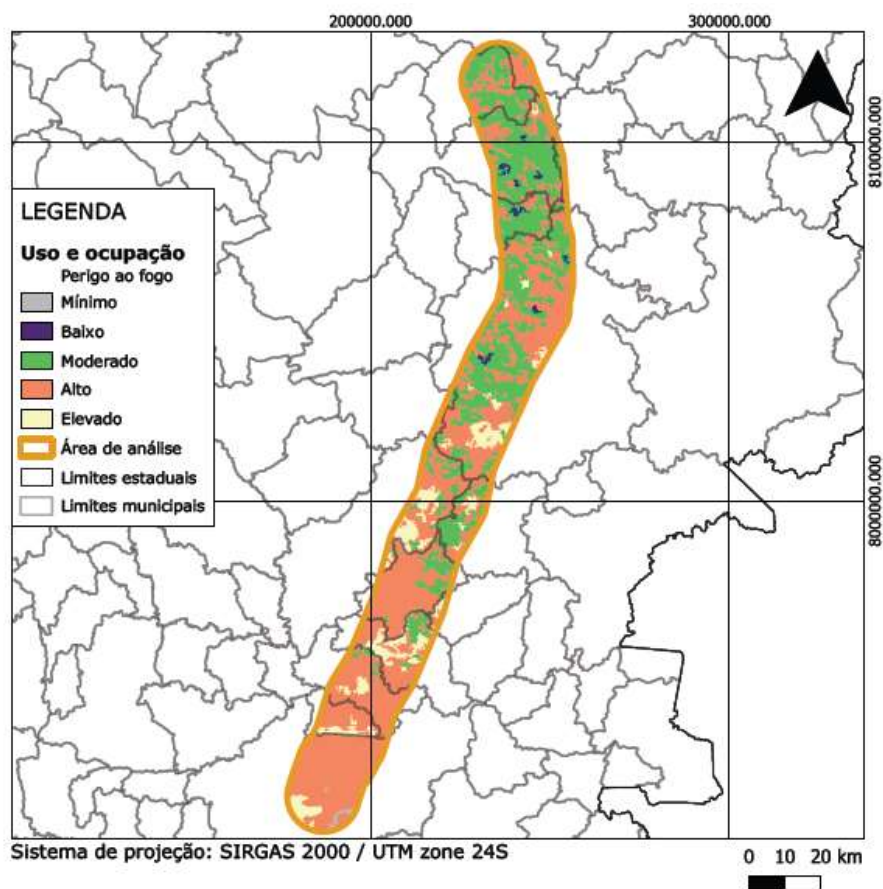 200000.000
300000.000
8100000.000
8000000.000
LEGENDA
Uso e ocupação
Perigo ao fogo
Mínimo
Baixo
Moderado
Alto
Elevado
Área de análise
Limites estaduais
Limites municipais
Sistema de projeção: SIRGAS 2000 / UTM zone 24S
0 10 20 km